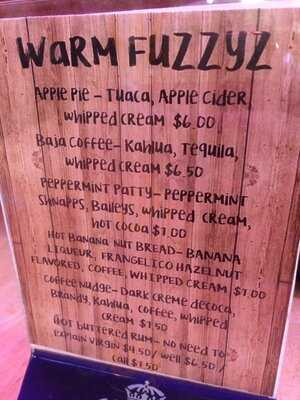 WARM FUZZYZ
APPLE PIE - TUACA, APPLE CIDER,
WHIPPED CREAM $6.00
BAJA COFFEE- KAHLUA, TEQUILA,
WHIPPED CREAM $6.50
PEPPERMINT PATTY- PEPPERMINT
SHNAPPS, BAILEYS, WHIPPED CREAM,
HOT COCOA $7.00
HOT BANANA NUT BREAD- BANANA
LIQUEUR, FRANGELICO HAZELNUT
FLAVORED, COFFEE, WHIPPED CREAM $7.00
COFFEE NUDGE- DARK CREME DECOCA,
BRANDY, KAHLUA, COFFEE, WHIPPED
CREAM $7.50
HOT BUTTERED RUM- NO NEED TO
EXPLAIN VIRGIN $4.50/ WELL $6.50/
CALL $7.50